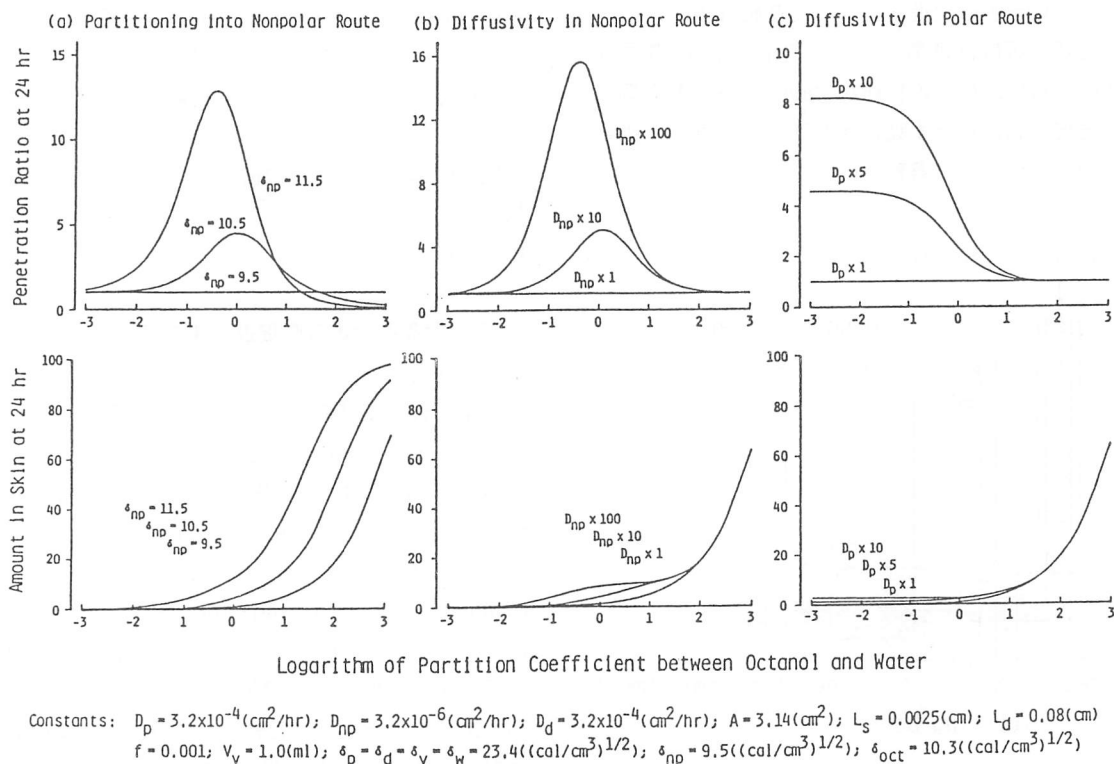 (a) Partitioning into Nonpolar Route (b) Diffusivity in Nonpolar Route (c) Diffusivity in Polar Route
Penetration Ratio at 24 hr
15
10
5
0
δnp = 11.5
δnp = 10.5
δnp = 9.5
-3 -2 -1 0 1 2 3
16
12
8
4
0
Dnp x 100
Dnp x 10
Dnp x 1
-3 -2 -1 0 1 2 3
10
8
6
4
2
0
Dp x 10
Dp x 5
Dp x 1
-3 -2 -1 0 1 2 3
Amount in Skin at 24 hr
100
80
60
40
20
0
δnp = 11.5
δnp = 10.5
δnp = 9.5
-3 -2 -1 0 1 2 3
100
80
60
40
20
0
Dnp x 100
Dnp x 10
Dnp x 1
-3 -2 -1 0 1 2 3
100
80
60
40
20
0
Dp x 10
Dp x 5
Dp x 1
-3 -2 -1 0 1 2 3
Logarithm of Partition Coefficient between Octanol and Water
Constants: Dp = 3.2x10⁻⁴(cm²/hr); Dnp = 3.2x10⁻⁶(cm²/hr); Dd = 3.2x10⁻⁴(cm²/hr); A = 3.14(cm²); Ls = 0.0025(cm); Ld = 0.08(cm)
f = 0.001; Vv = 1.0(ml); δp = δd = δv = δw = 23.4((cal/cm³)1/2); δnp = 9.5((cal/cm³)1/2); δoct = 10.3((cal/cm³)1/2)